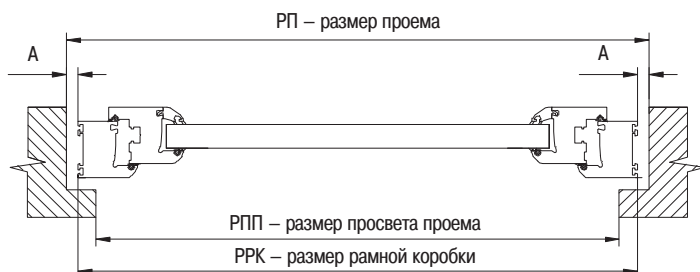 РП – размер проема
А
А
РПП – размер просвета проема
РРК – размер рамной коробки